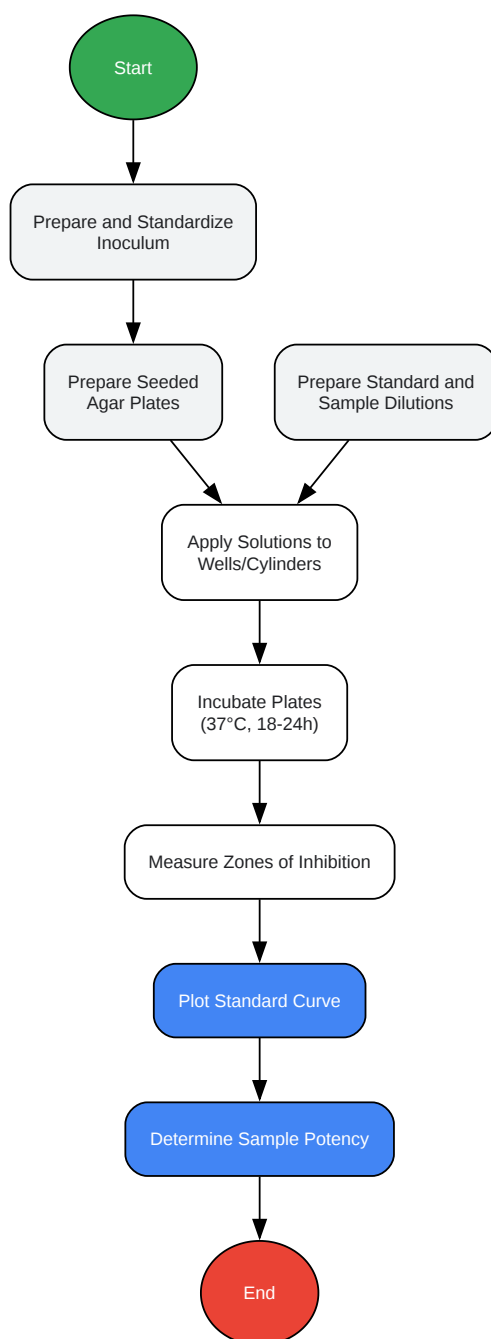 Start
Prepare and Standardize
Inoculum
Prepare Seeded
Agar Plates
Prepare Standard and
Sample Dilutions
Apply Solutions to
Wells/Cylinders
Incubate Plates
(37°C, 18-24h)
Measure Zones of Inhibition
Plot Standard Curve
Determine Sample Potency
End